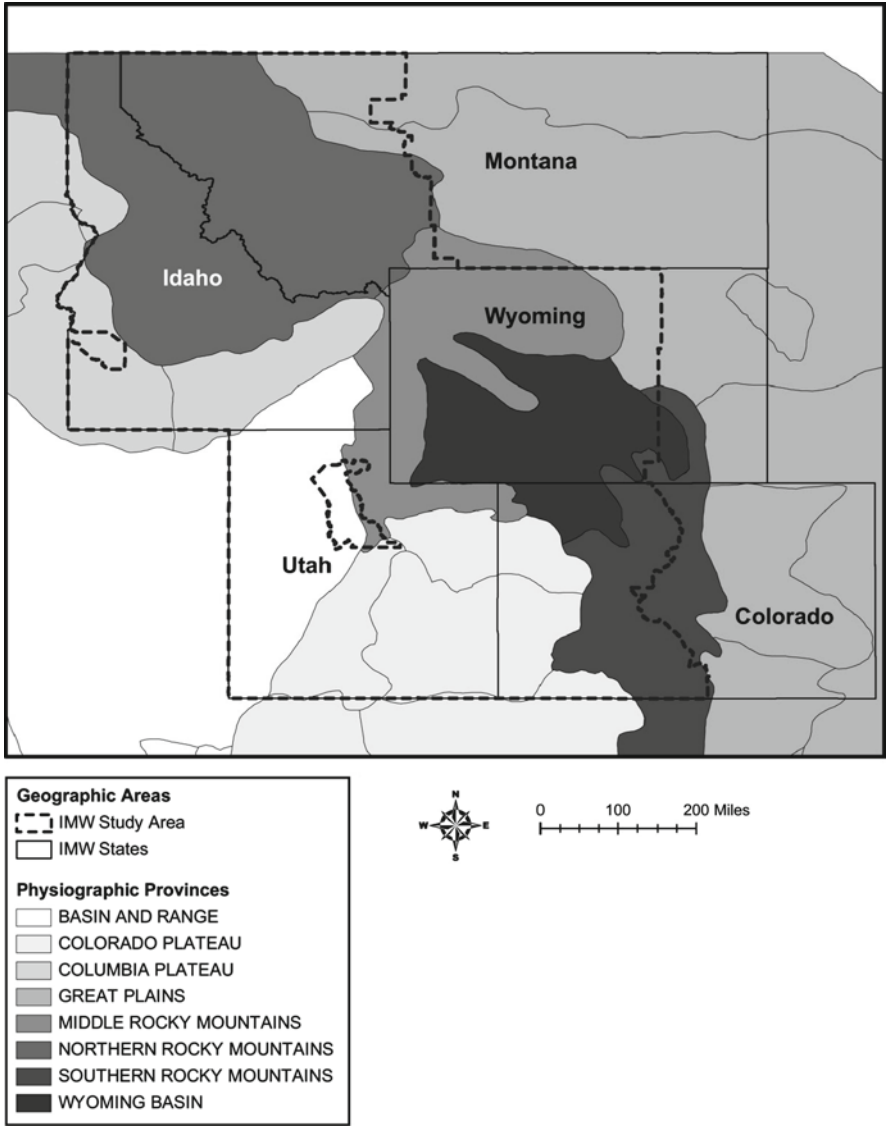 Montana
Idaho
Wyoming
Utah
Colorado
Geographic Areas
IMW Study Area
IMW States
Physiographic Provinces
BASIN AND RANGE
COLORADO PLATEAU
COLUMBIA PLATEAU
GREAT PLAINS
MIDDLE ROCKY MOUNTAINS
NORTHERN ROCKY MOUNTAINS
SOUTHERN ROCKY MOUNTAINS
WYOMING BASIN
N
W E
S
0 100 200 Miles